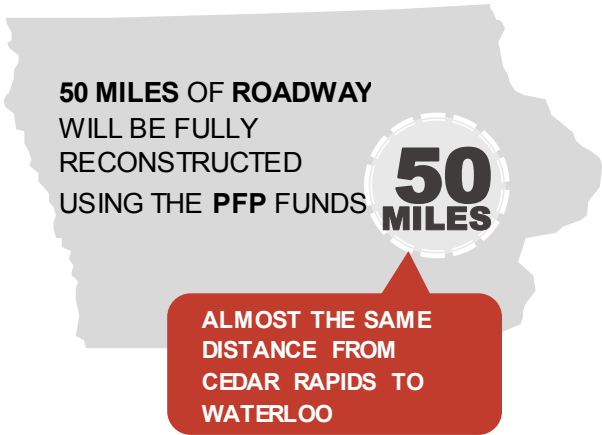 50 MILES OF ROADWAY
WILL BE FULLY
RECONSTRUCTED
USING THE PFP FUNDS
50
MILES
ALMOST THE SAME
DISTANCE FROM
CEDAR RAPIDS TO
WATERLOO